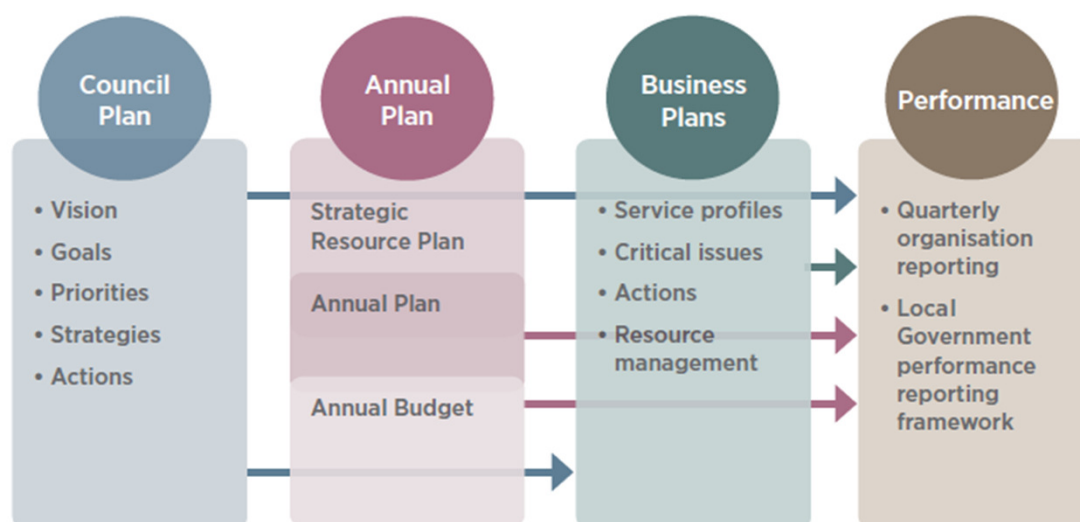 Council
Plan
• Vision
• Goals
• Priorities
• Strategies
• Actions
Annual
Plan
Strategic
Resource Plan
Annual Plan
Annual Budget
Business
Plans
• Service profiles
• Critical issues
• Actions
• Resource
management
Performance
• Quarterly
organisation
reporting
• Local
Government
performance
reporting
framework